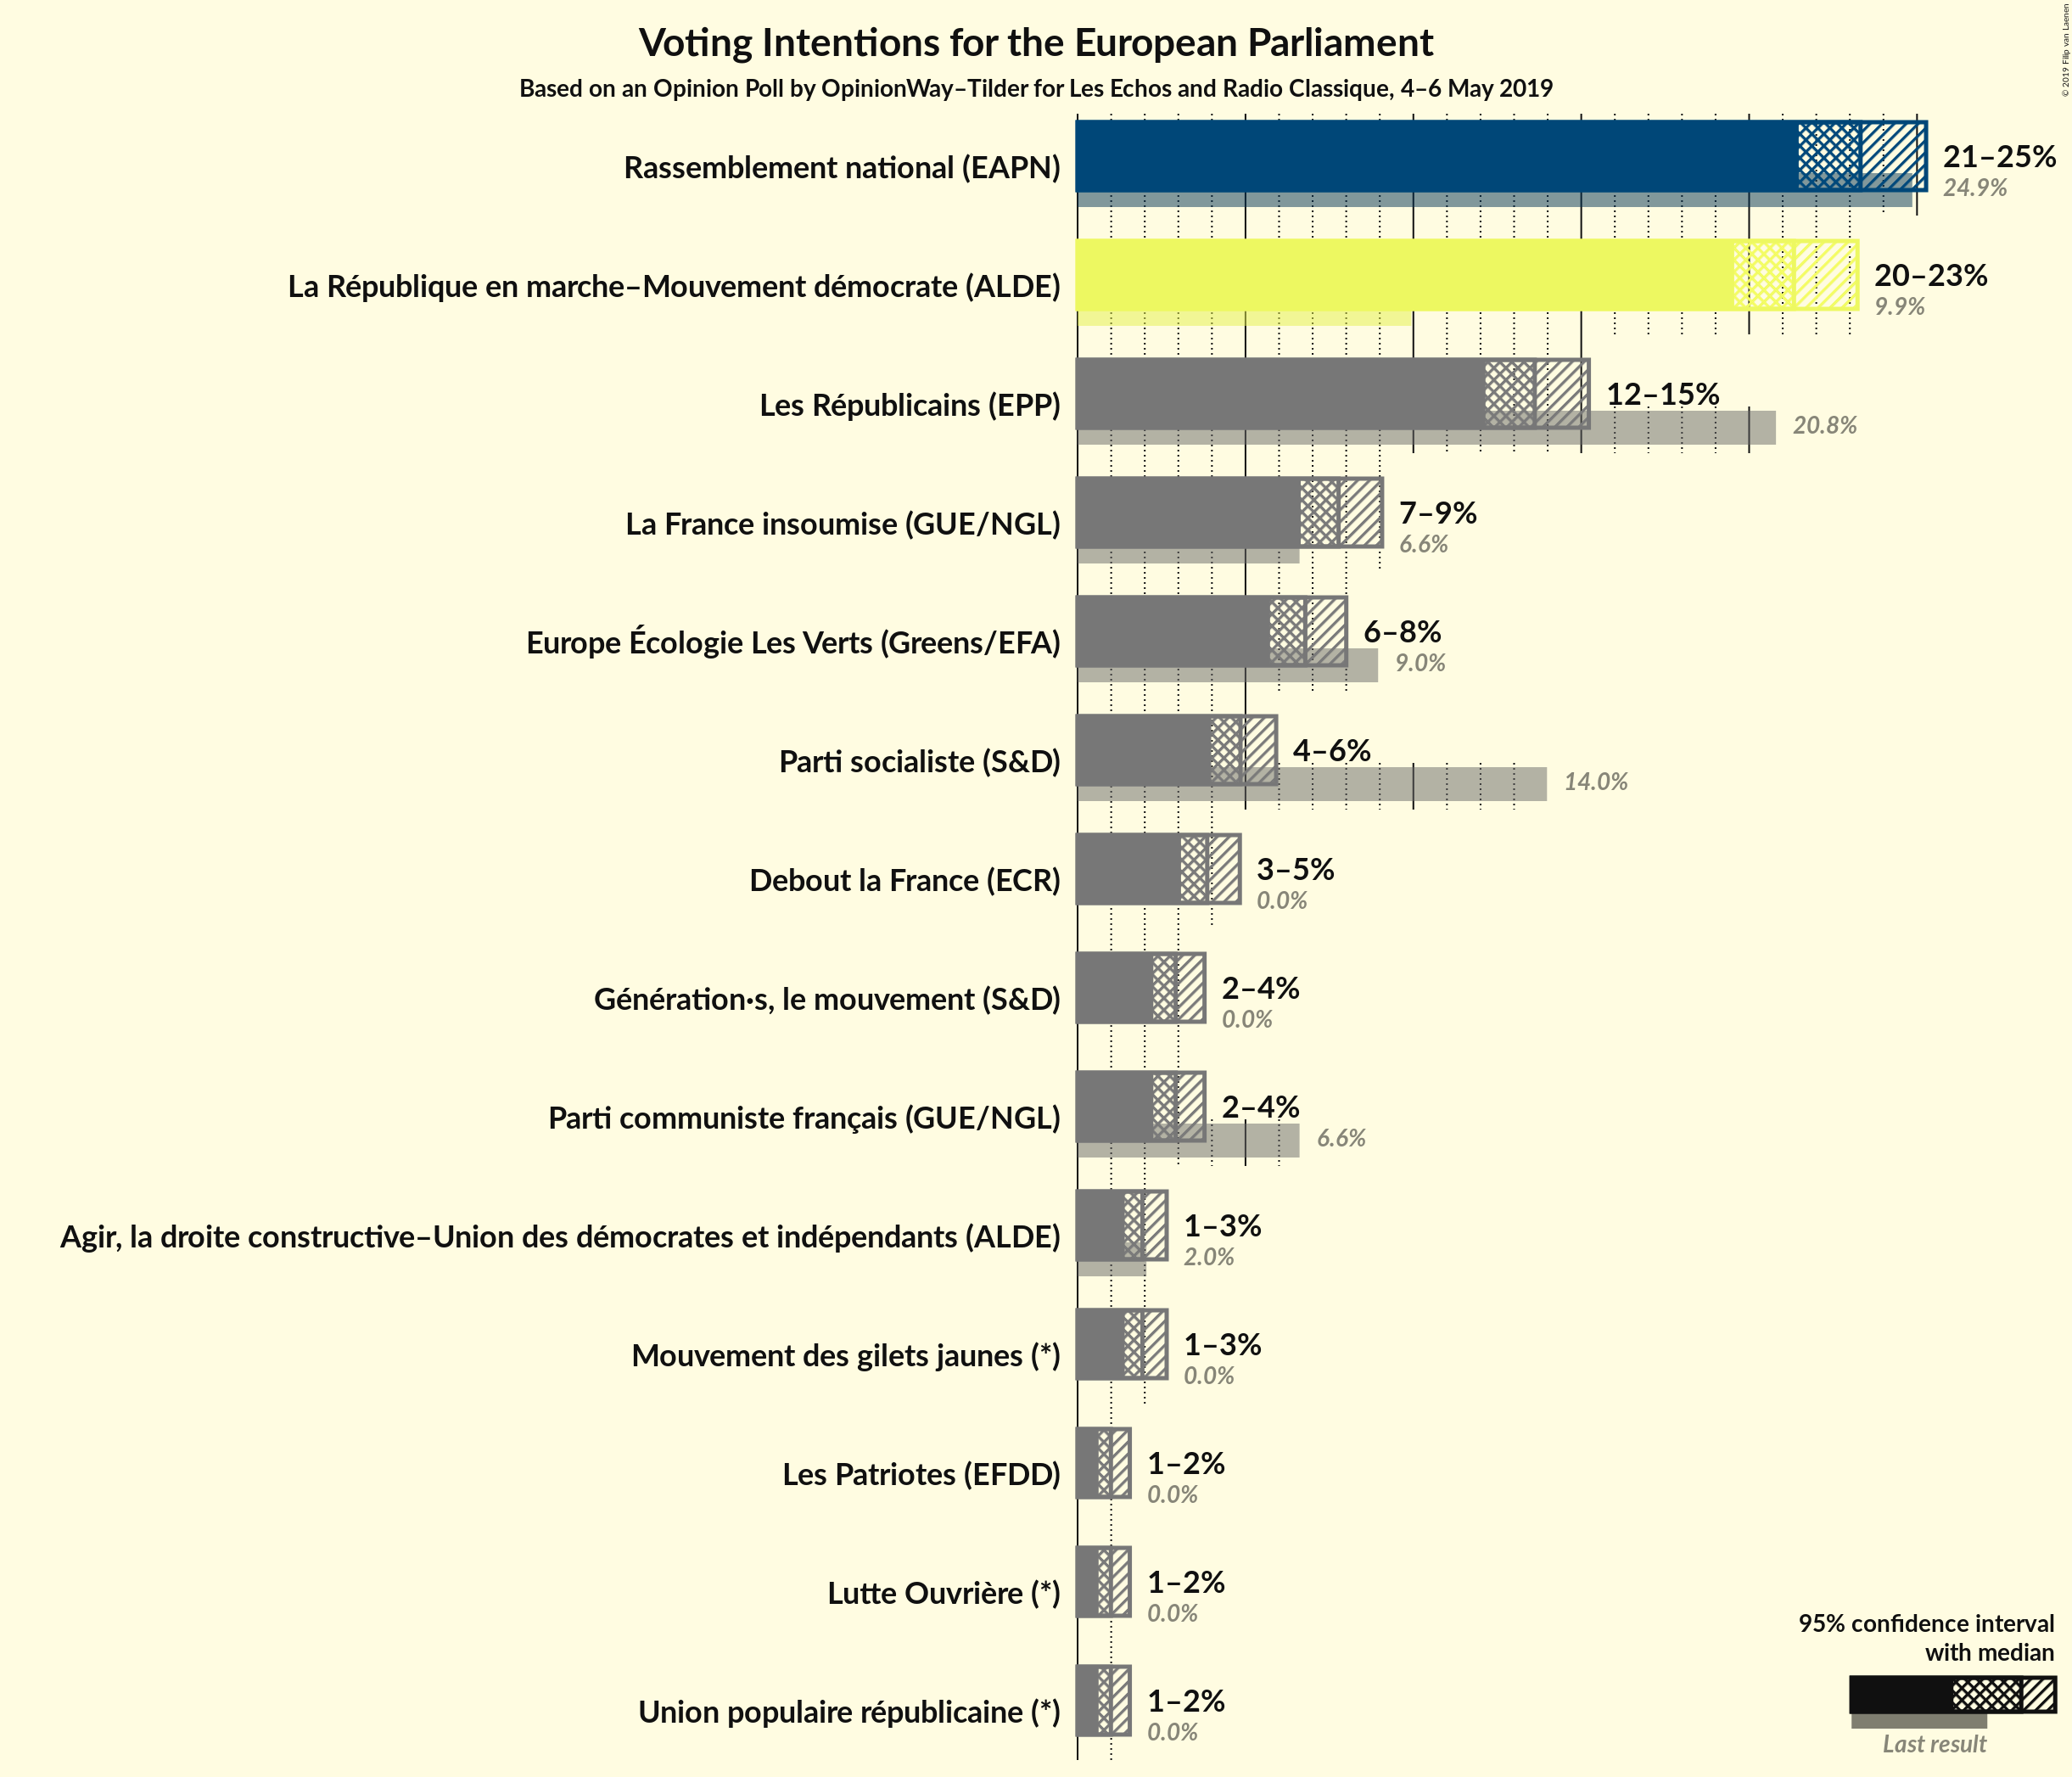 © 2019 Filip van Laenen
Voting Intentions for the European Parliament
Based on an Opinion Poll by OpinionWay–Tilder for Les Echos and Radio Classique, 4–6 May 2019
Rassemblement national (EAPN)
21–25%
24.9%
La République en marche–Mouvement démocrate (ALDE)
20–23%
9.9%
Les Républicains (EPP)
12–15%
20.8%
La France insoumise (GUE/NGL)
7–9%
6.6%
Europe Écologie Les Verts (Greens/EFA)
6–8%
9.0%
Parti socialiste (S&D)
4–6%
14.0%
Debout la France (ECR)
3–5%
0.0%
Génération·s, le mouvement (S&D)
2–4%
0.0%
Parti communiste français (GUE/NGL)
2–4%
6.6%
Agir, la droite constructive–Union des démocrates et indépendants (ALDE)
1–3%
2.0%
Mouvement des gilets jaunes (*)
1–3%
0.0%
Les Patriotes (EFDD)
1–2%
0.0%
Lutte Ouvrière (*)
1–2%
0.0%
Union populaire républicaine (*)
1–2%
0.0%
95% confidence interval
with median
Last result